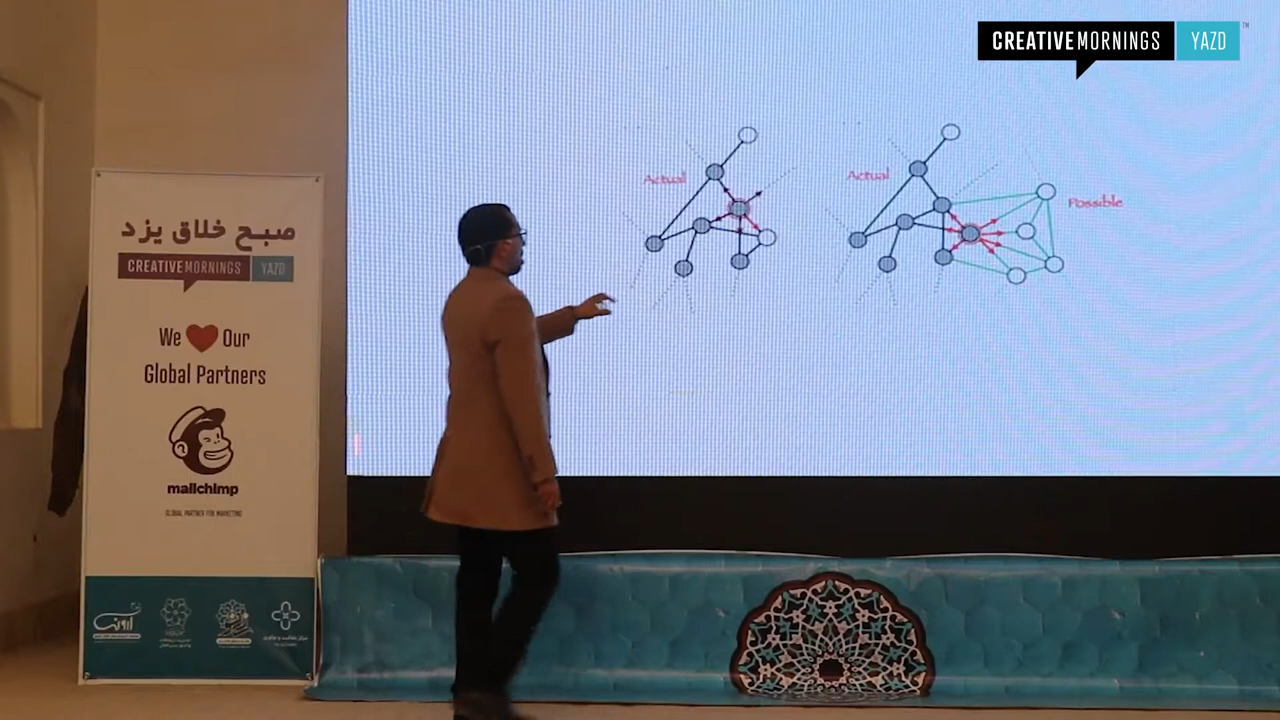 CREATIVEMORNINGS YAZD
TM
Actual
Actual
Possible
صبح خلاق یزد
CREATIVEMORNINGS YAZD
We Our
Global Partners
mailchimp
GLOBAL PARTNER FOR MARKETING